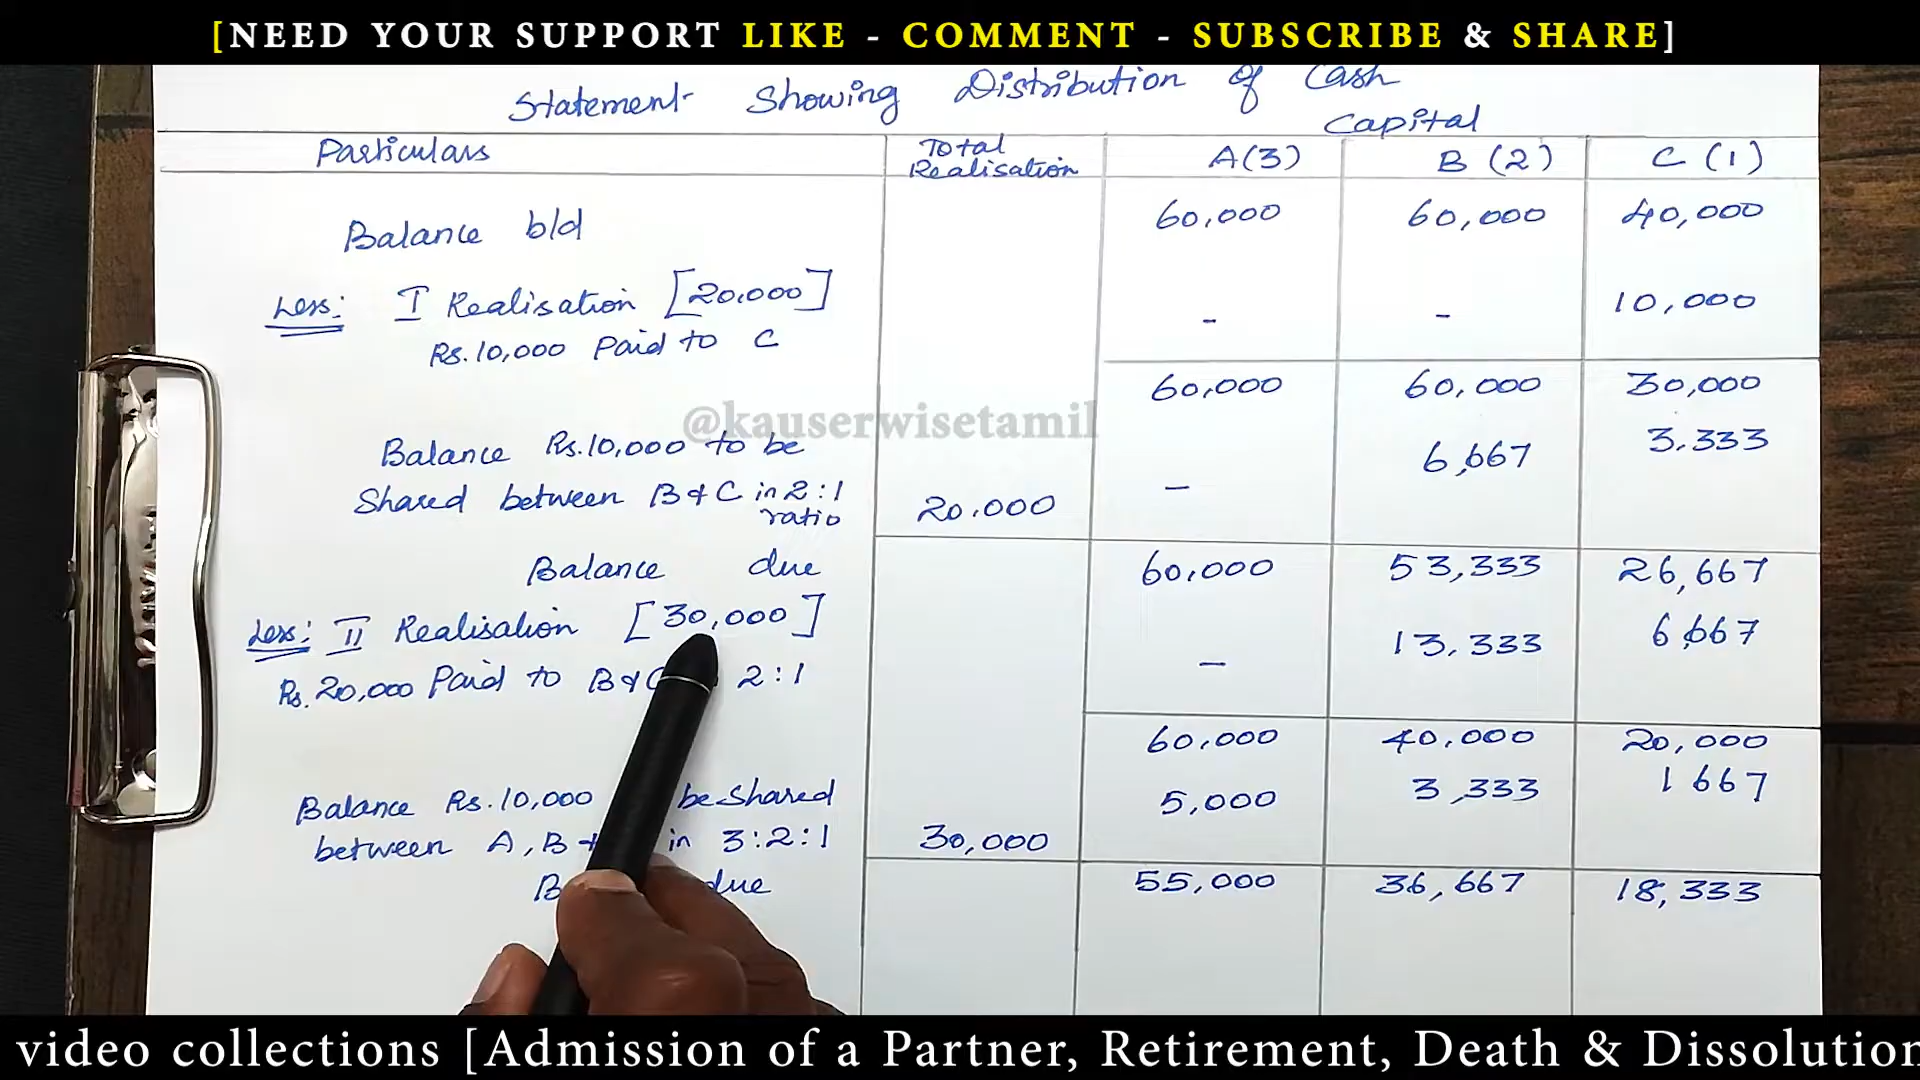 [NEED YOUR SUPPORT LIKE - COMMENT - SUBSCRIBE & SHARE]
Statement Showing Distribution of Cash
Capital
Particulars Total Realisation A (3) B (2) C (1)
Balance b/d 60,000 60,000 40,000
Less: I Realisation [20,000] - - 10,000
Rs. 10,000 Paid to C
60,000 60,000 30,000
@kauserwisetamil
Balance Rs. 10,000 to be 6,667 3,333
Shared between B & C in 2:1 ratio 20,000 -
Balance due 60,000 53,333 26,667
Less: II Realisation [30,000] - 13,333 6,667
Rs. 20,000 Paid to B & C 2:1
60,000 40,000 20,000
Balance Rs. 10,000 be Shared 5,000 3,333 1667
between A, B in 3:2:1 30,000
due 55,000 36,667 18,333
video collections [Admission of a Partner, Retirement, Death & Dissolution